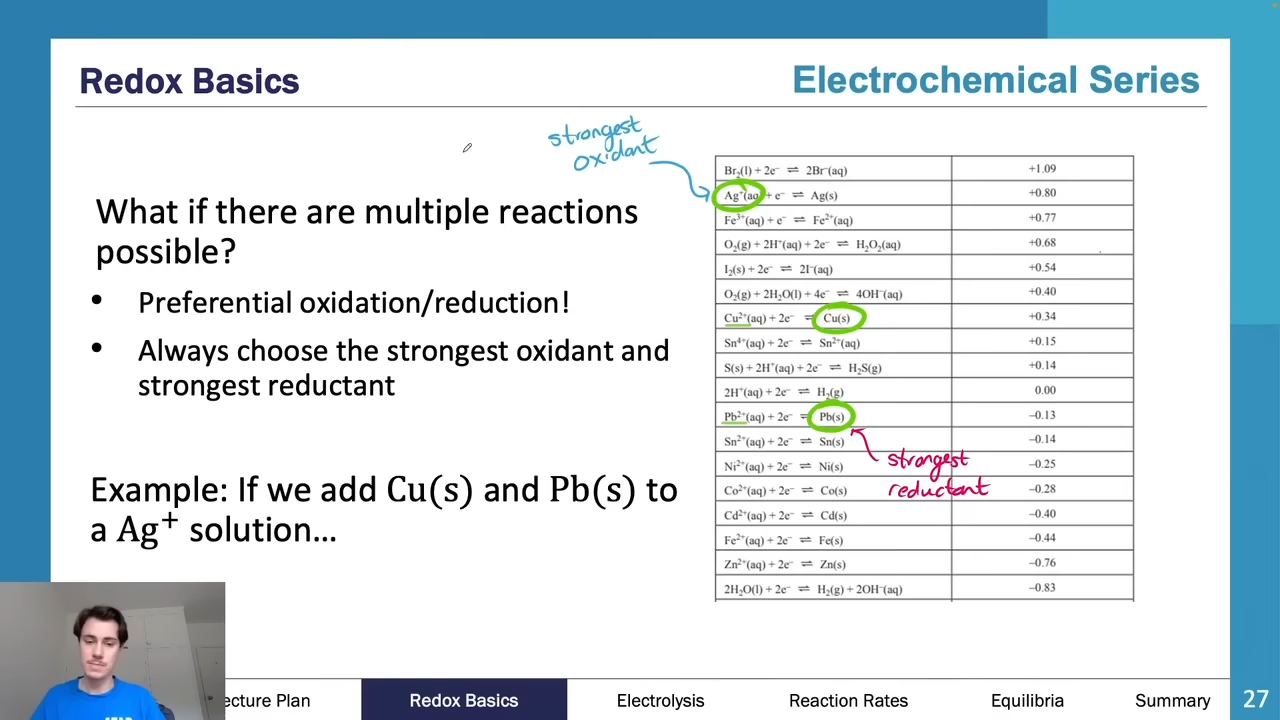 Redox Basics
Electrochemical Series
strongest
oxidant
What if there are multiple reactions
possible?
• Preferential oxidation/reduction!
• Always choose the strongest oxidant and
strongest reductant
Example: If we add Cu(s) and Pb(s) to
a Ag⁺ solution...
Br₂(l) + 2e⁻ ⇌ 2Br⁻(aq) +1.09
Ag⁺(aq) + e⁻ ⇌ Ag(s) +0.80
Fe³⁺(aq) + e⁻ ⇌ Fe²⁺(aq) +0.77
O₂(g) + 2H⁺(aq) + 2e⁻ ⇌ H₂O₂(aq) +0.68
I₂(s) + 2e⁻ ⇌ 2I⁻(aq) +0.54
O₂(g) + 2H₂O(l) + 4e⁻ ⇌ 4OH⁻(aq) +0.40
Cu²⁺(aq) + 2e⁻ ⇌ Cu(s) +0.34
Sn⁴⁺(aq) + 2e⁻ ⇌ Sn²⁺(aq) +0.15
S(s) + 2H⁺(aq) + 2e⁻ ⇌ H₂S(g) +0.14
2H⁺(aq) + 2e⁻ ⇌ H₂(g) 0.00
Pb²⁺(aq) + 2e⁻ ⇌ Pb(s) –0.13
Sn²⁺(aq) + 2e⁻ ⇌ Sn(s) –0.14
Ni²⁺(aq) + 2e⁻ ⇌ Ni(s) –0.25
Co²⁺(aq) + 2e⁻ ⇌ Co(s) –0.28
Cd²⁺(aq) + 2e⁻ ⇌ Cd(s) –0.40
Fe²⁺(aq) + 2e⁻ ⇌ Fe(s) –0.44
Zn²⁺(aq) + 2e⁻ ⇌ Zn(s) –0.76
2H₂O(l) + 2e⁻ ⇌ H₂(g) + 2OH⁻(aq) –0.83
strongest
reductant
ecture Plan Redox Basics Electrolysis Reaction Rates Equilibria Summary 27